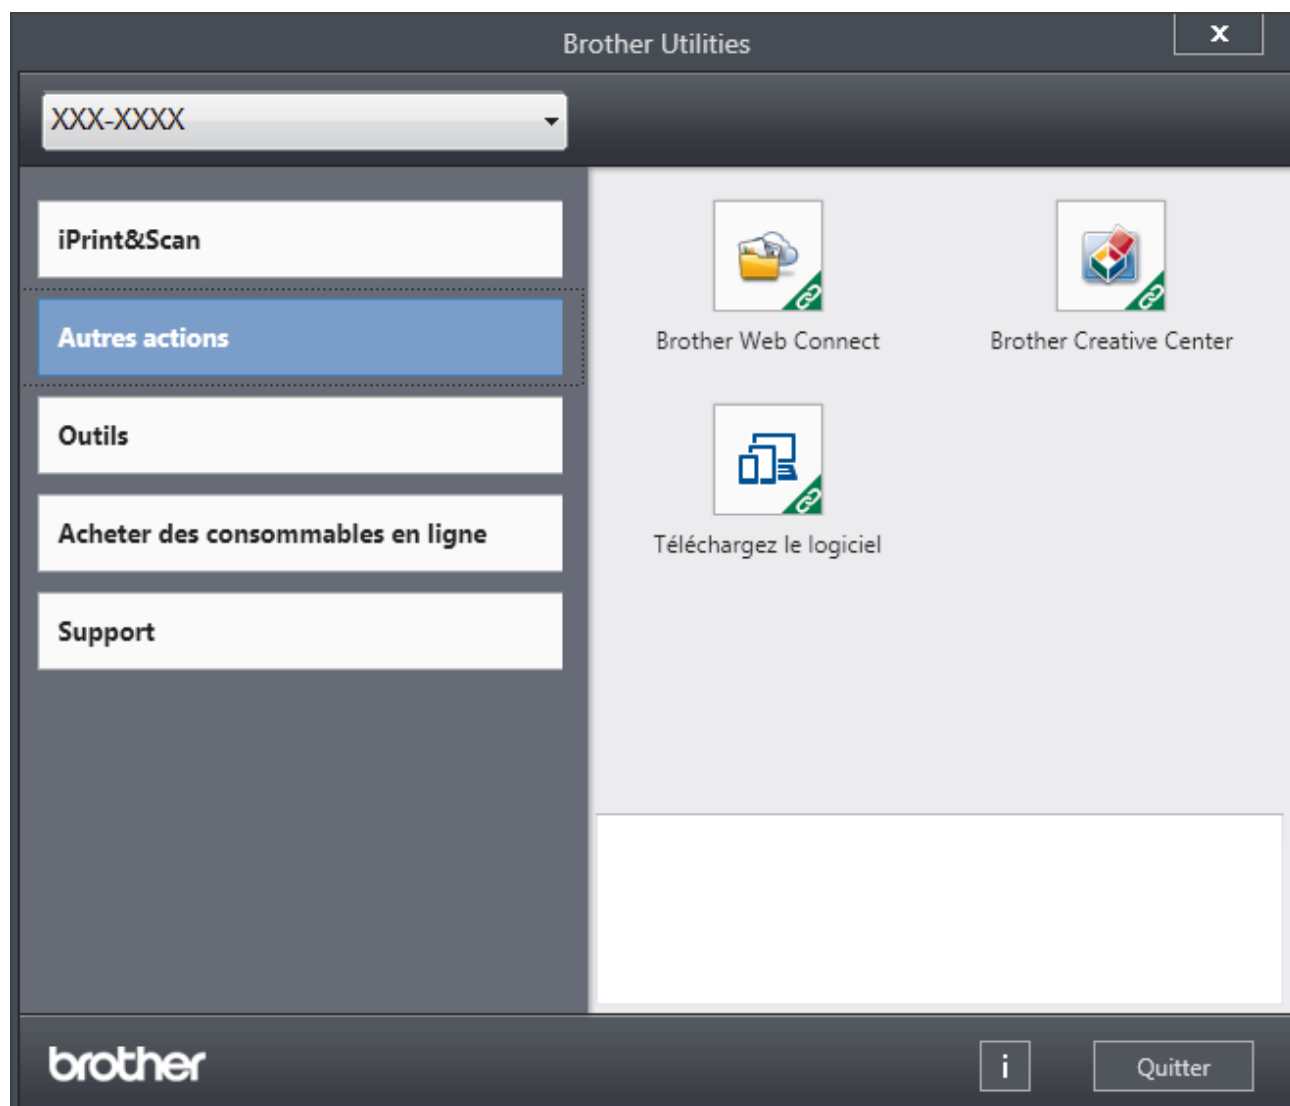 Brother Utilities
x
XXX-XXXX
iPrint&Scan
Autres actions
Outils
Acheter des consommables en ligne
Support
Brother Web Connect
Brother Creative Center
Téléchargez le logiciel
brother
i
Quitter